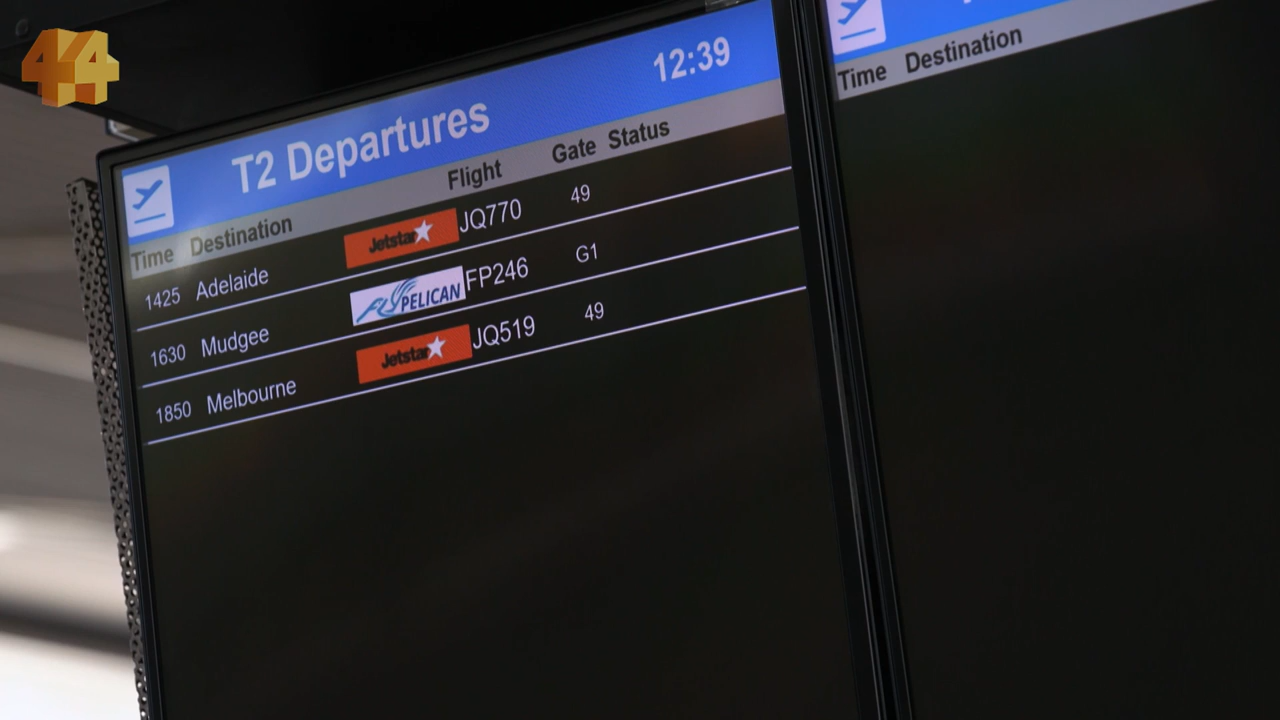 44
T2 Departures 12:39
Time Destination Flight Gate Status
1425 Adelaide Jetstar JQ770 49
1630 Mudgee FLYPELICAN FP246 G1
1850 Melbourne Jetstar JQ519 49
Time Destination